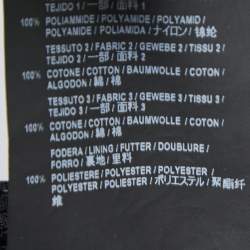 TEJIDO 1 / 一部 / 面料 1
100% POLIAMMIDE / POLYAMIDE / POLYAMID /
POLYAMIDE / POLIAMIDA / ナイロン / 锦纶
TESSUTO 2 / FABRIC 2 / GEWEBE 2 / TISSU 2 /
TEJIDO 2 / 一部 / 面料 2
100% COTONE / COTTON / BAUMWOLLE / COTON /
ALGODON / 綿 / 棉
TESSUTO 3 / FABRIC 3 / GEWEBE 3 / TISSU 3 /
TEJIDO 3 / 一部 / 面料 3
100% COTONE / COTTON / BAUMWOLLE / COTON /
ALGODON / 綿 / 棉
FODERA / LINING / FUTTER / DOUBLURE /
FORRO / 裏地 / 里料
100% POLIESTERE / POLYESTER / POLYESTER /
POLYESTER / POLIESTER / ポリエステル / 聚酯纤
维